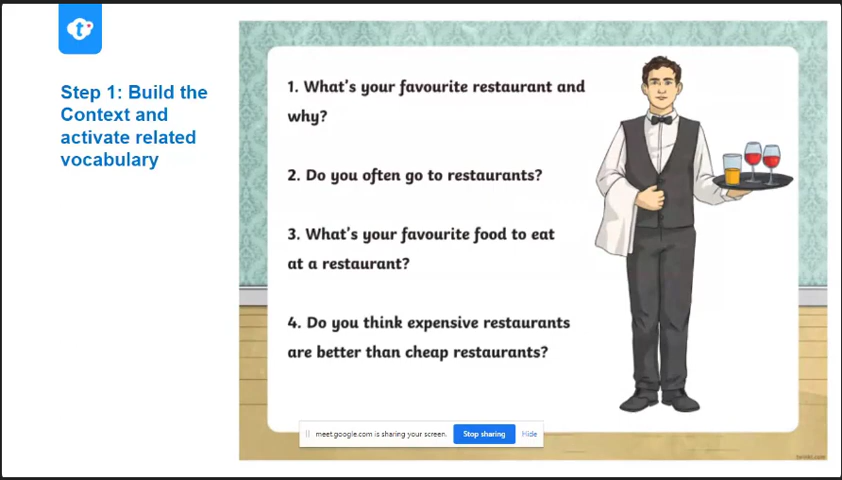 t
Step 1: Build the
Context and
activate related
vocabulary
1. What's your favourite restaurant and
why?
2. Do you often go to restaurants?
3. What's your favourite food to eat
at a restaurant?
4. Do you think expensive restaurants
are better than cheap restaurants?
meet.google.com is sharing your screen.
Stop sharing
Hide